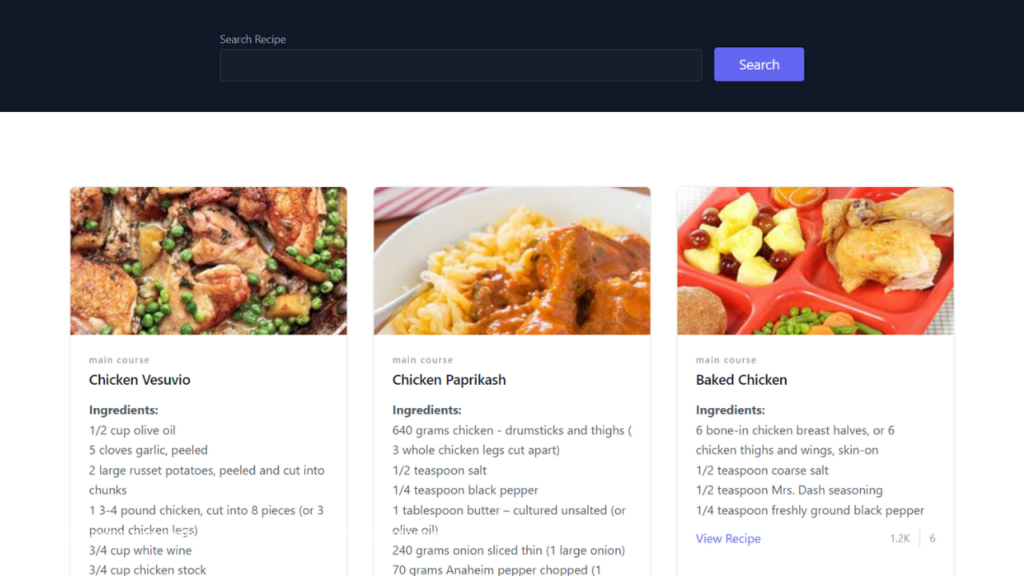 Search Recipe
Search
main course
Chicken Vesuvio
Ingredients:
1/2 cup olive oil
5 cloves garlic, peeled
2 large russet potatoes, peeled and cut into
chunks
1 3-4 pound chicken, cut into 8 pieces (or 3
pound chicken legs)
3/4 cup white wine
3/4 cup chicken stock
main course
Chicken Paprikash
Ingredients:
640 grams chicken - drumsticks and thighs (
3 whole chicken legs cut apart)
1/2 teaspoon salt
1/4 teaspoon black pepper
1 tablespoon butter – cultured unsalted (or
olive oil)
240 grams onion sliced thin (1 large onion)
70 grams Anaheim pepper chopped (1
main course
Baked Chicken
Ingredients:
6 bone-in chicken breast halves, or 6
chicken thighs and wings, skin-on
1/2 teaspoon coarse salt
1/2 teaspoon Mrs. Dash seasoning
1/4 teaspoon freshly ground black pepper
View Recipe
1.2K
6